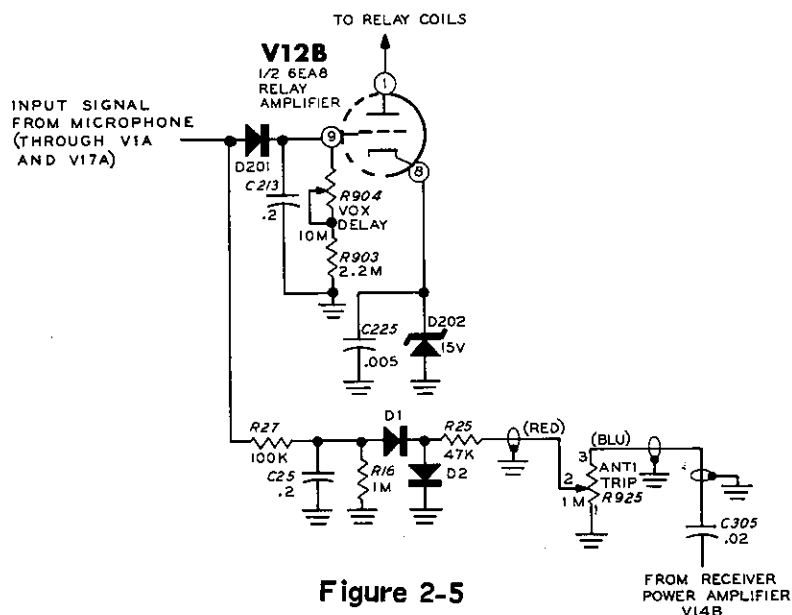 TO RELAY COILS
V12B
1/2 6EA8
RELAY
AMPLIFIER
1
INPUT SIGNAL
FROM MICROPHONE
(THROUGH V1A
AND V17A)
9
D201
8
C213
.2
R904
VOX
DELAY
10M
R903
2.2M
C225
.005
D202
15V
R27
100K
C25
.2
R16
1M
D1
D2
R25
47K
(RED)
(BLU)
3
2
1M
1
ANTI
TRIP
R925
C305
.02
FROM RECEIVER
POWER AMPLIFIER
V14B
Figure 2-5